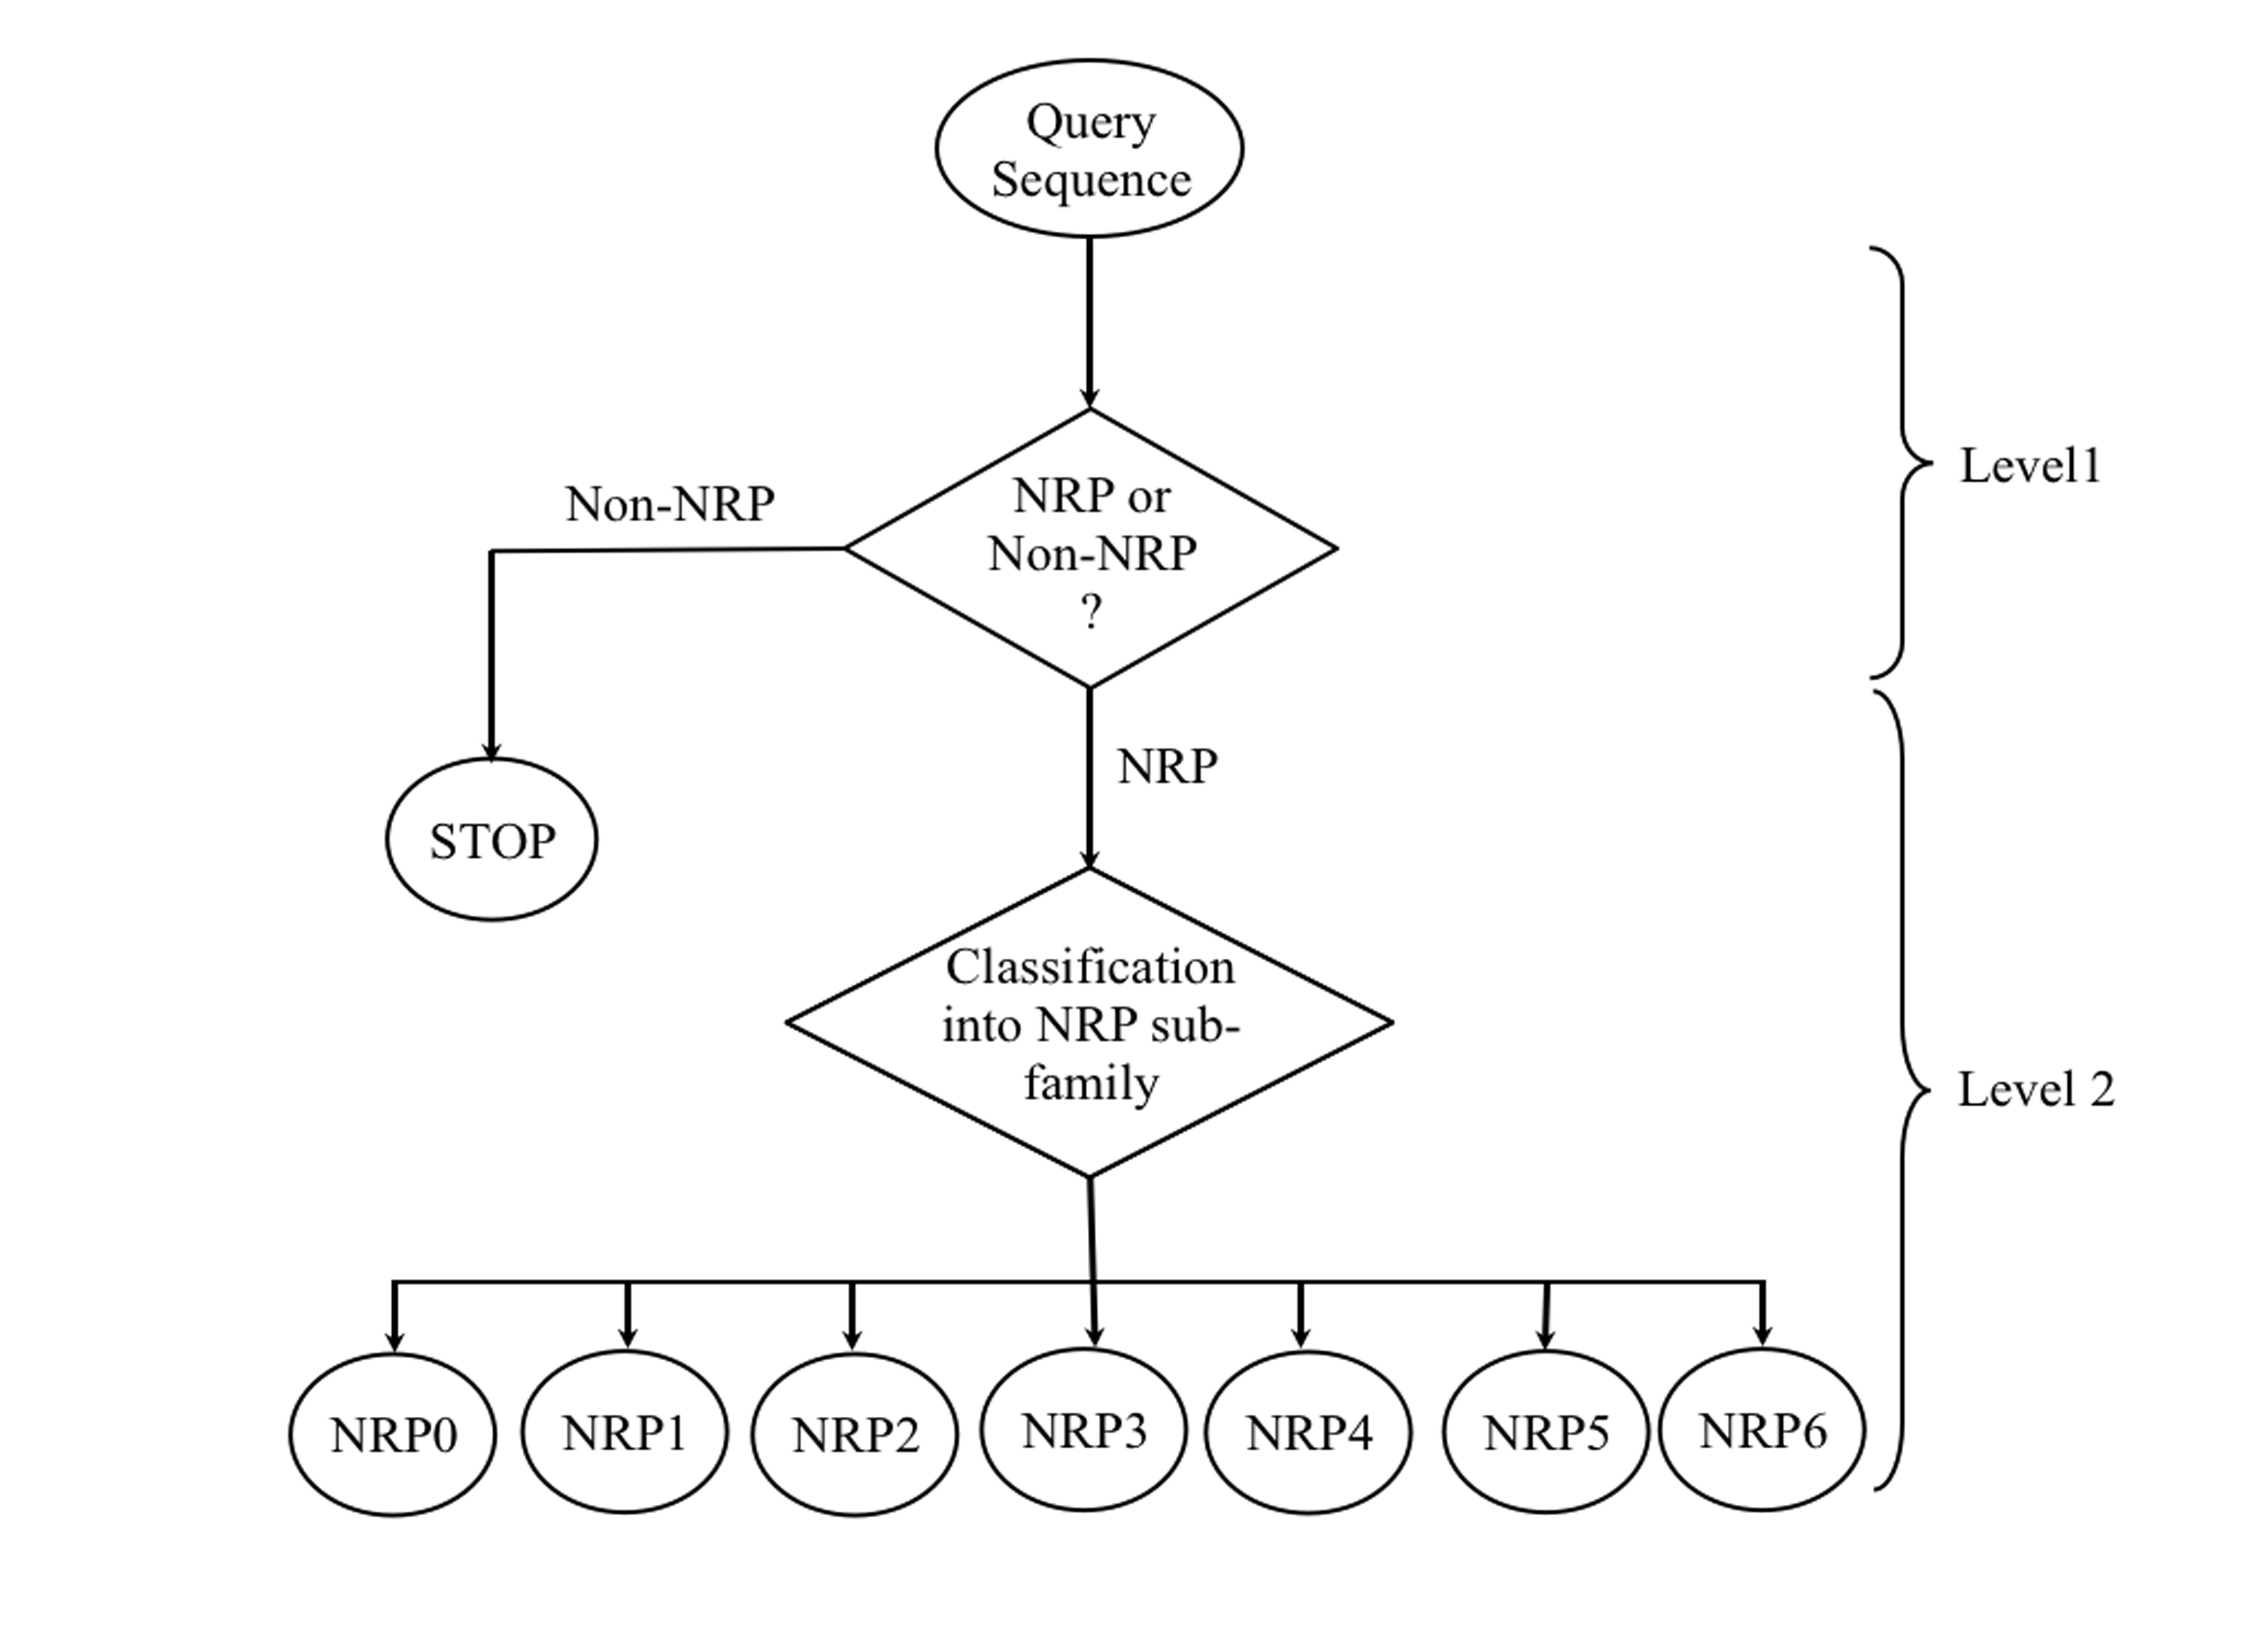 Query
Sequence
Level1
Non-NRP
NRP or
Non-NRP
?
NRP
STOP
Classification
into NRP sub-
family
Level 2
NRP0
NRP1
NRP2
NRP3
NRP4
NRP5
NRP6